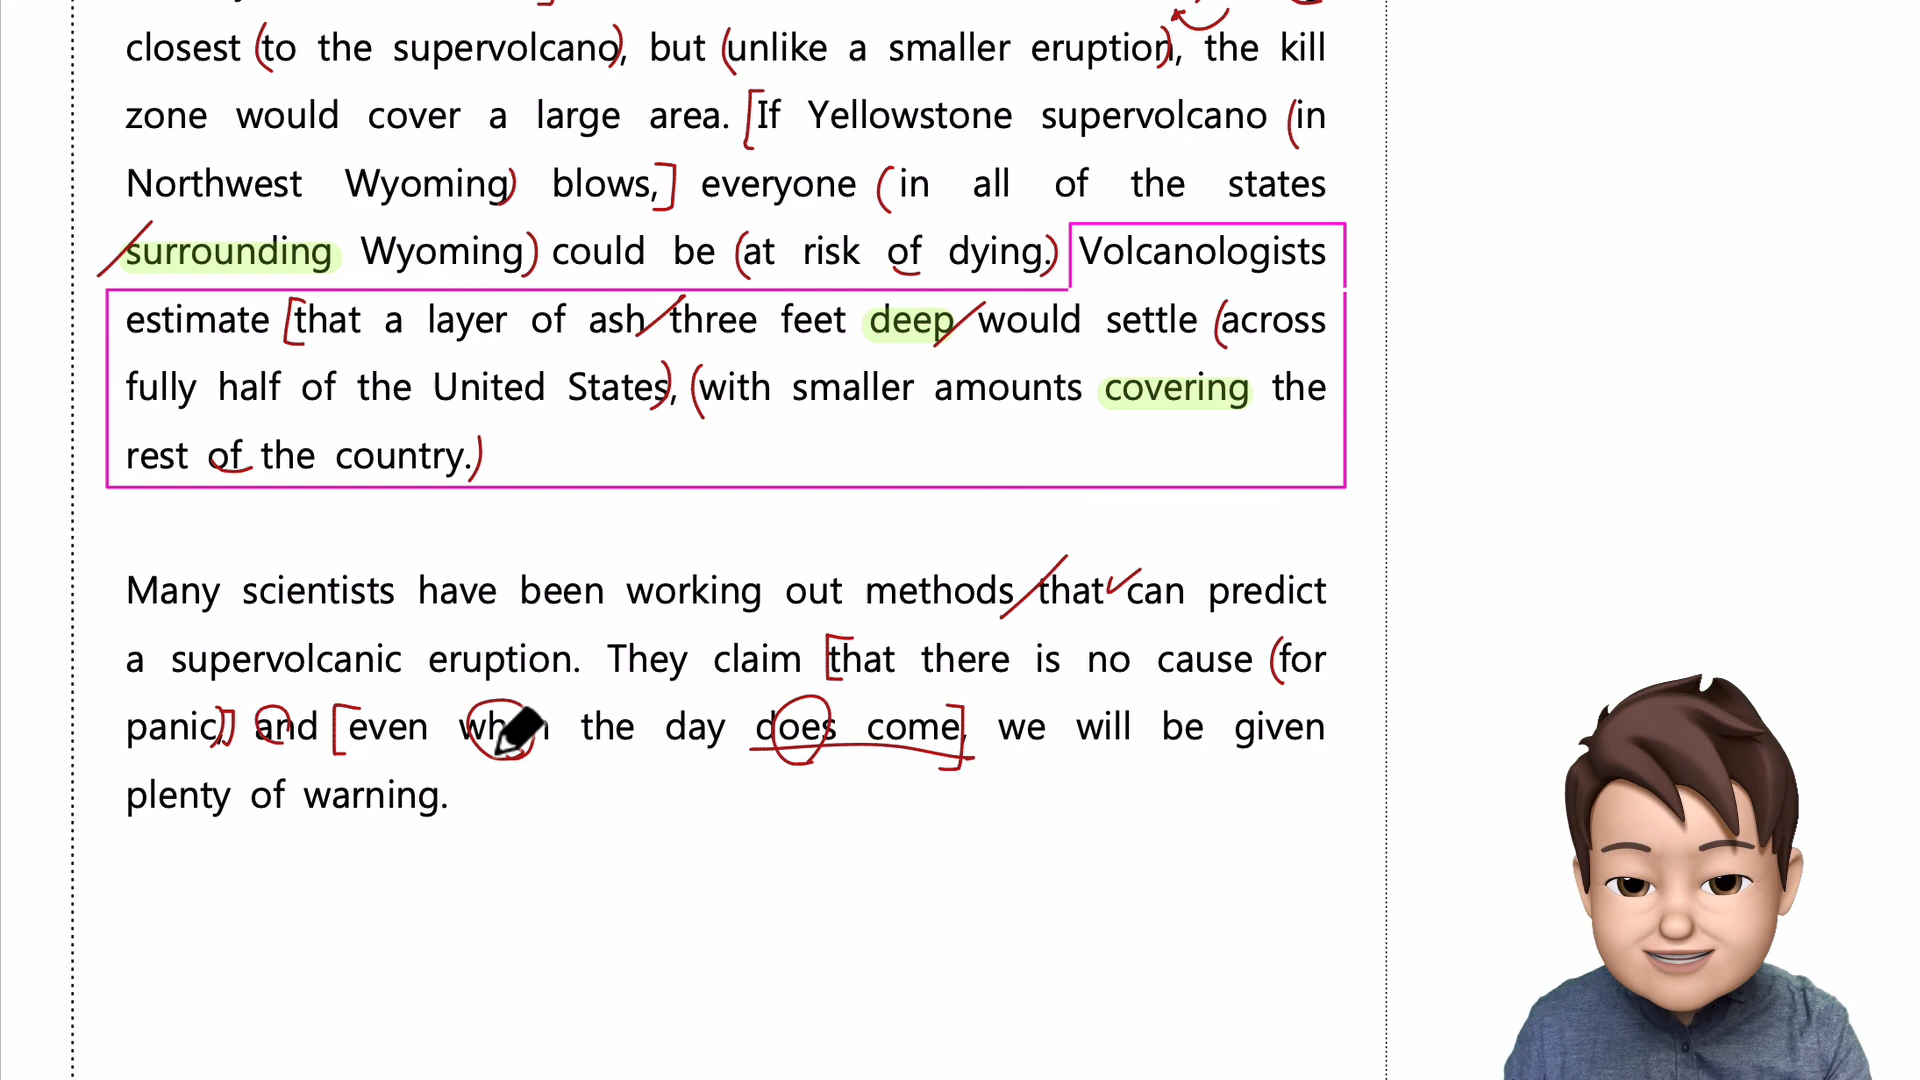 closest to the supervolcano, but unlike a smaller eruption, the kill
zone would cover a large area. If Yellowstone supervolcano in
Northwest Wyoming blows, everyone in all of the states
surrounding Wyoming could be at risk of dying. Volcanologists
estimate that a layer of ash three feet deep would settle across
fully half of the United States, with smaller amounts covering the
rest of the country.
Many scientists have been working out methods that can predict
a supervolcanic eruption. They claim that there is no cause for
panic, and even when the day does come, we will be given
plenty of warning.